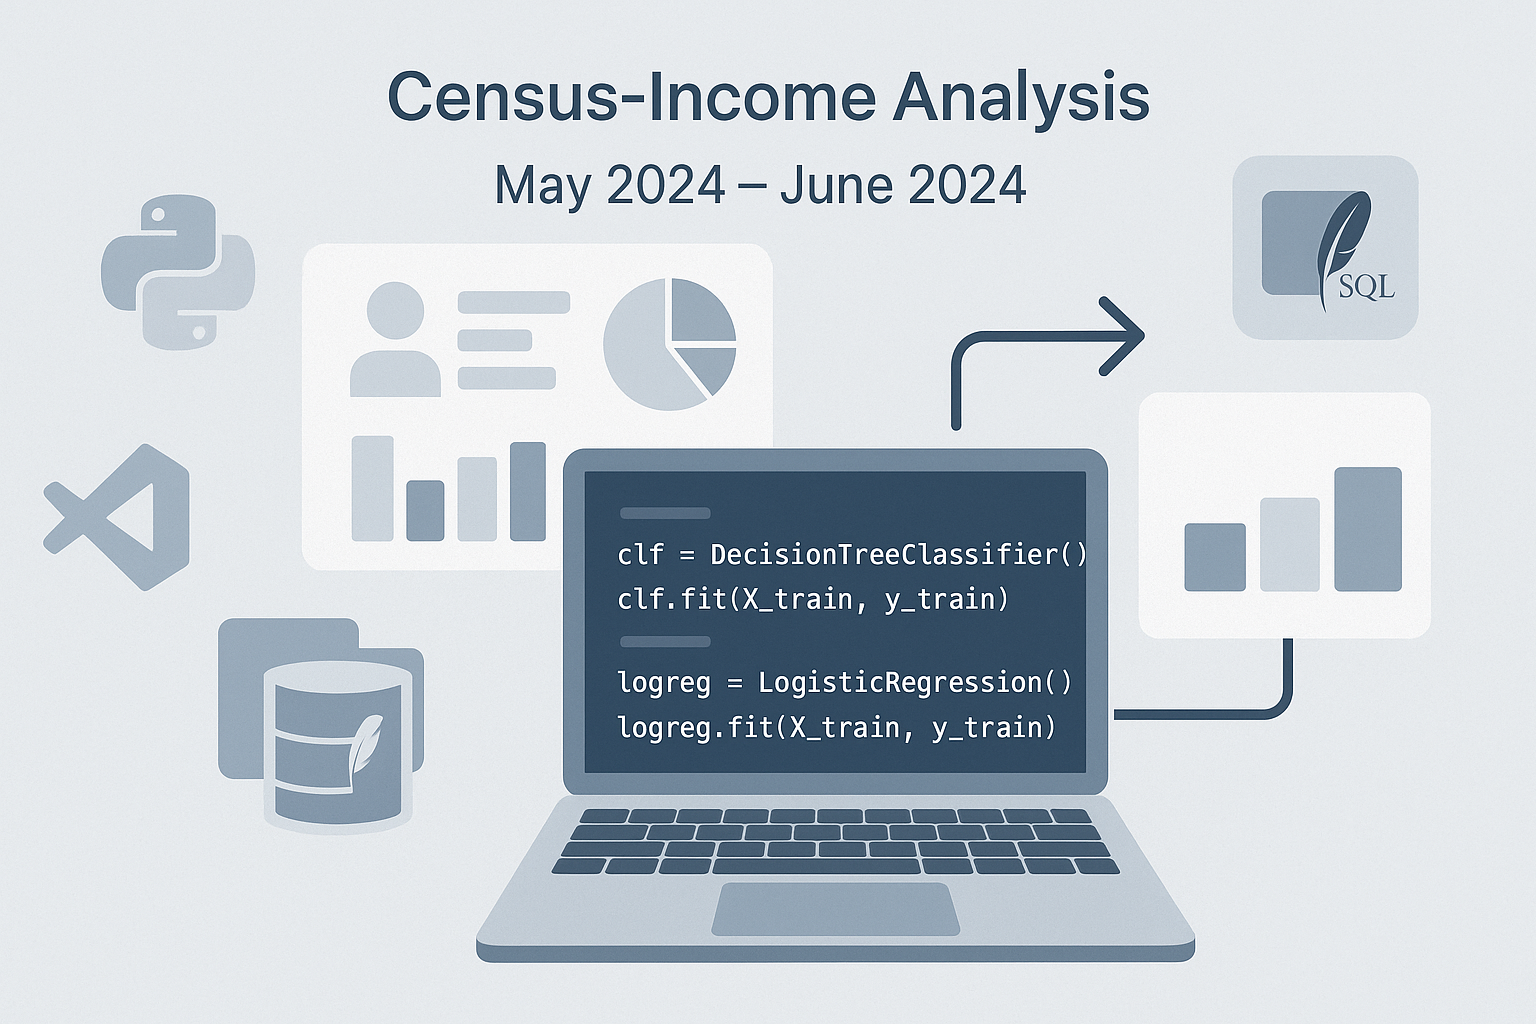 Census-Income Analysis
May 2024 – June 2024
SQL
clf = DecisionTreeClassifier()
clf.fit(X_train, y_train)
logreg = LogisticRegression()
logreg.fit(X_train, y_train)